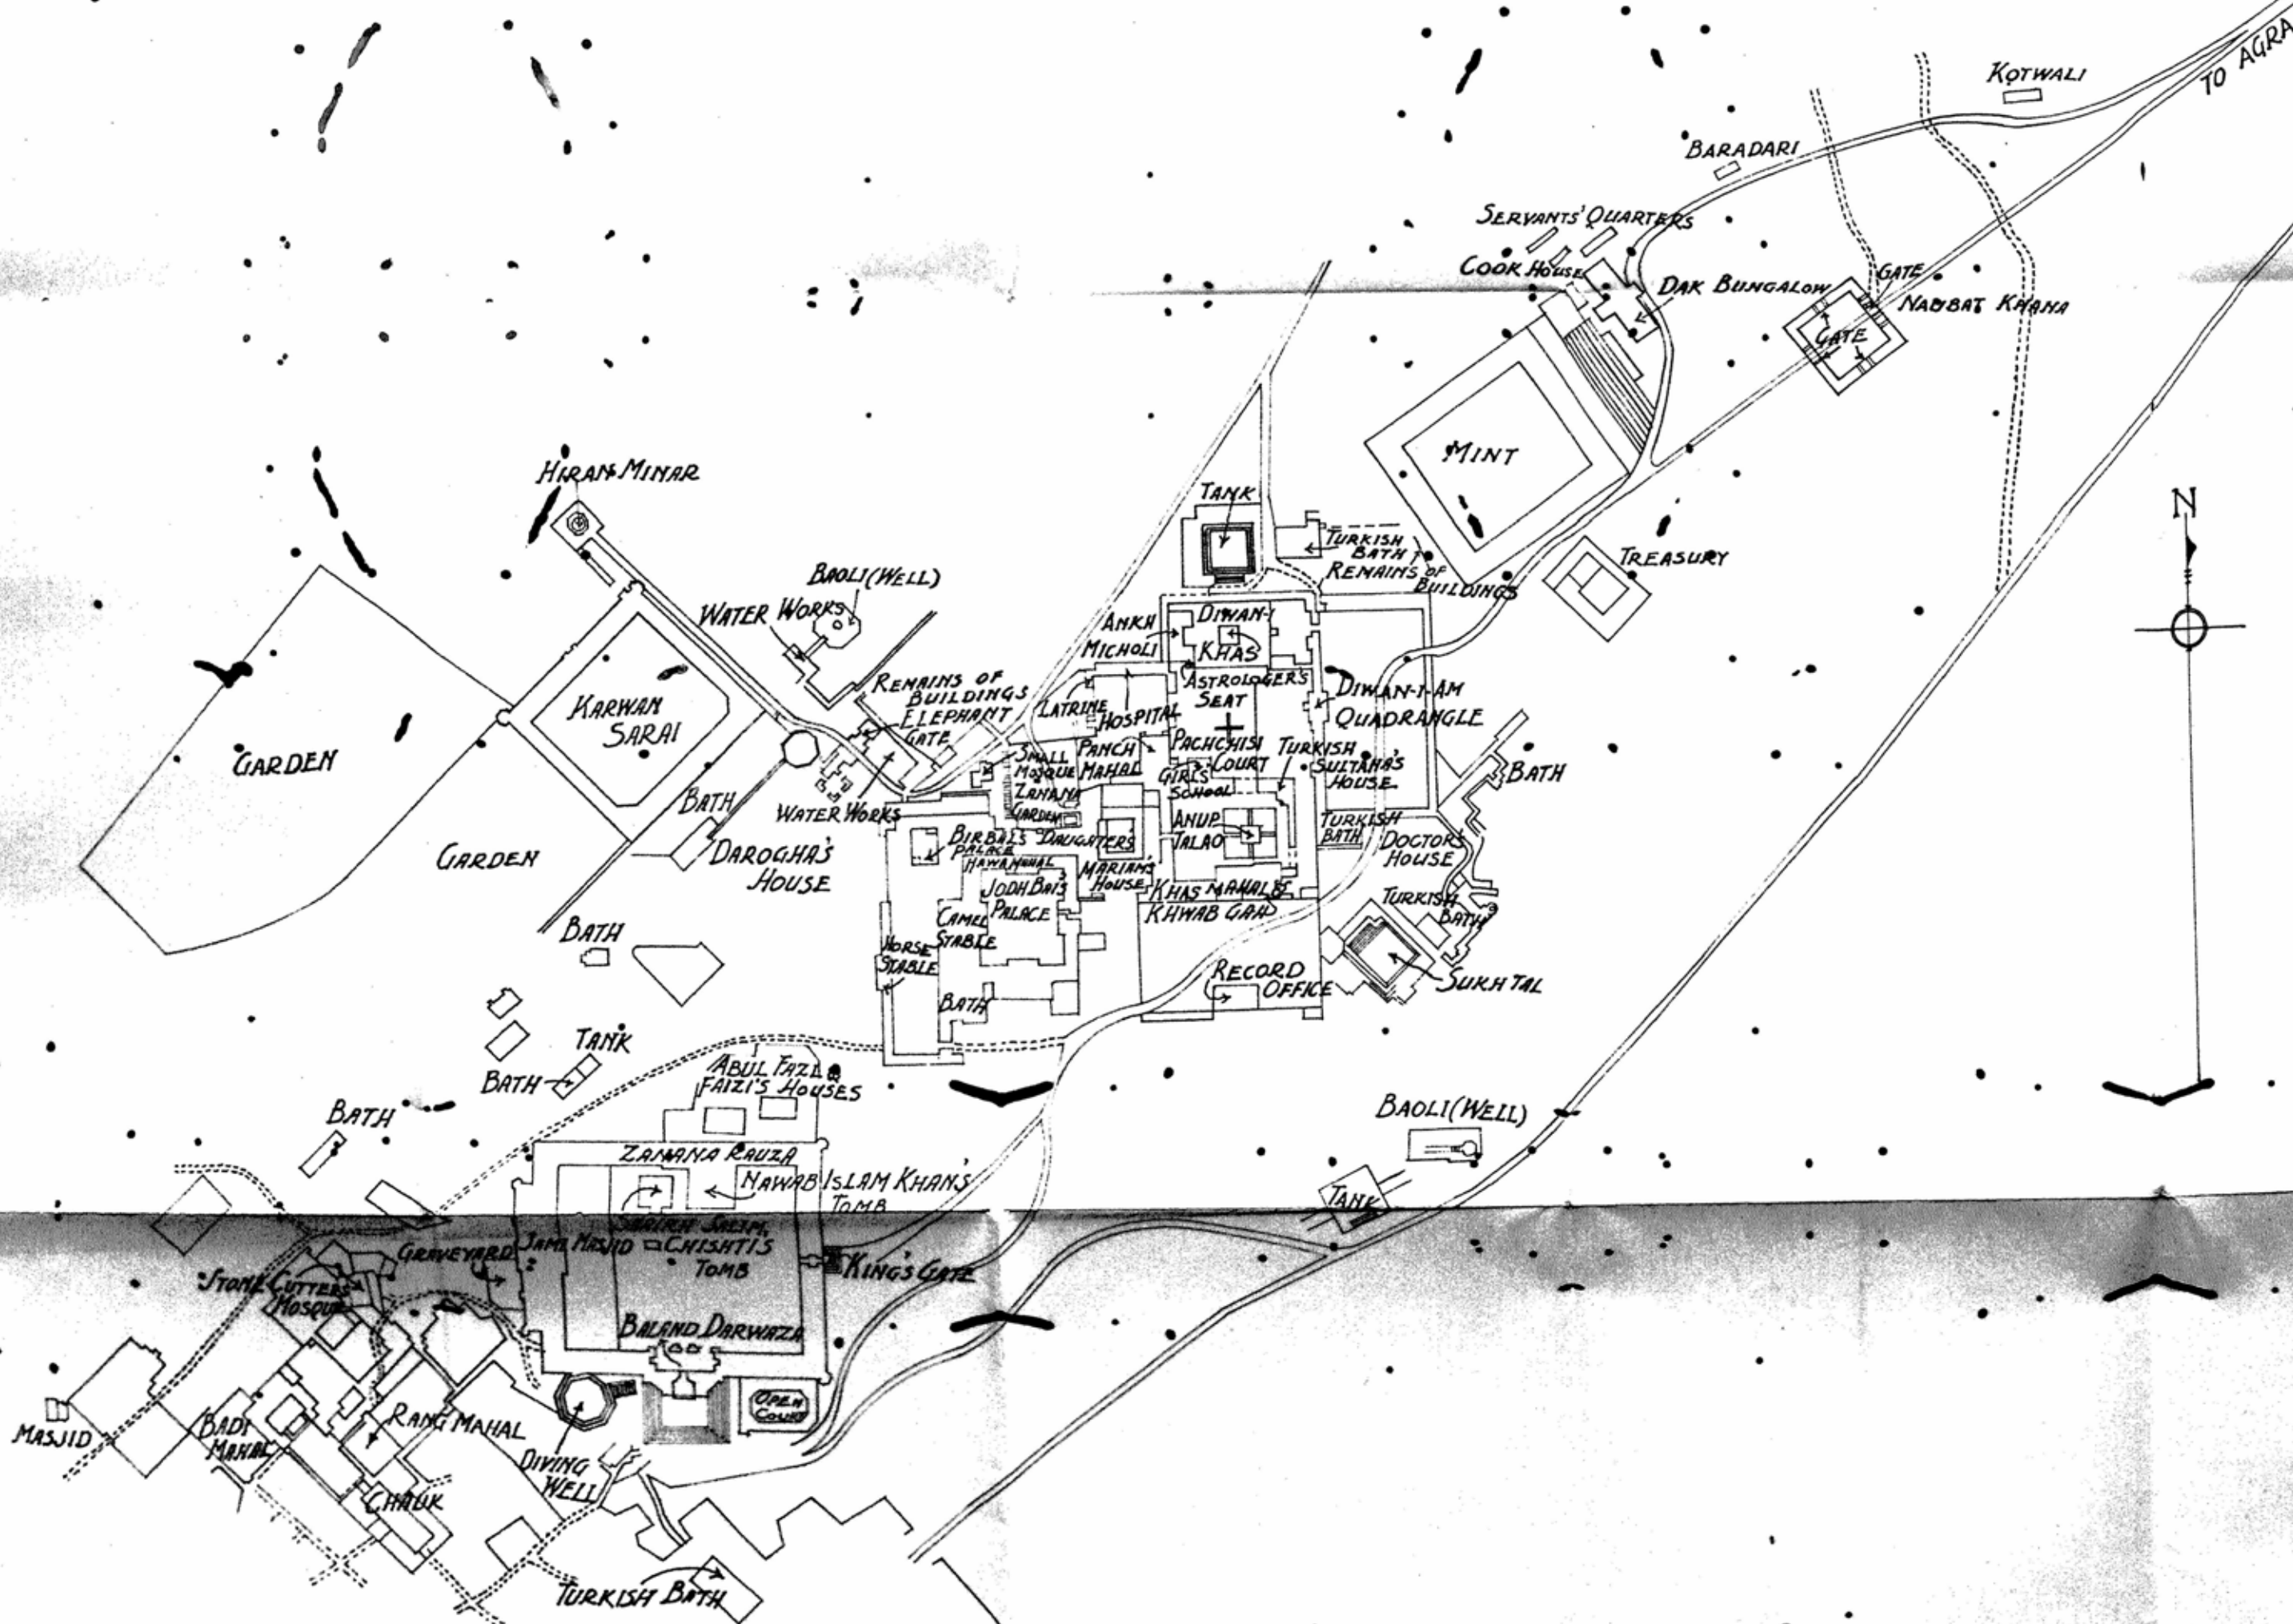 TO AGRA
KOTWALI
BARADARI
SERVANTS' QUARTERS
COOK HOUSE
DAK BUNGALOW
GATE
NAUBAT KHANA
GATE
MINT
HIRAN MINAR
TANK
TURKISH
BATH
REMAINS OF
BUILDINGS
TREASURY
N
BAOLI (WELL)
WATER WORKS
ANKH
MICHOLI
DIWAN-I
KHAS
ASTROLOGER'S
SEAT
DIWAN-I-AM
QUADRANGLE
REMAINS OF
BUILDINGS
ELEPHANT
GATE
LATRINE
HOSPITAL
KARWAN
SARAI
GARDEN
SMALL
MOSQUE
PANCH
MAHAL
PACHCHISI
COURT
GIRLS'
SCHOOL
TURKISH
SULTANA'S
HOUSE
BATH
ZANANA
GARDEN
BATH
WATER WORKS
GARDEN
DAROGHA'S
HOUSE
BIRBAL'S DAUGHTERS
PALACE
HAWA MAHAL
ANUP
TALAO
TURKISH
BATH
DOCTOR'S
HOUSE
MARIAM'S
HOUSE
JODH BAI'S
PALACE
KHAS MAHAL &
KHWAB GAH
TURKISH
BATH
CAMEL
STABLE
HORSE
STABLE
BATH
BATH
RECORD
OFFICE
SUKH TAL
TANK
BATH
ABUL FAZL &
FAIZI'S HOUSES
BATH
BAOLI (WELL)
ZANANA RAUZA
NAWAB ISLAM KHAN'S
TOMB
TANK
SHEIKH SALIM
CHISHTI'S
TOMB
JAMI MASJID
GRAVEYARD
KING'S GATE
STONE CUTTERS
MOSQUE
BALAND DARWAZA
OPEN
COURT
MASJID
BADI
MAHAL
RANG MAHAL
DIVING
WELL
CHAUK
TURKISH BATH